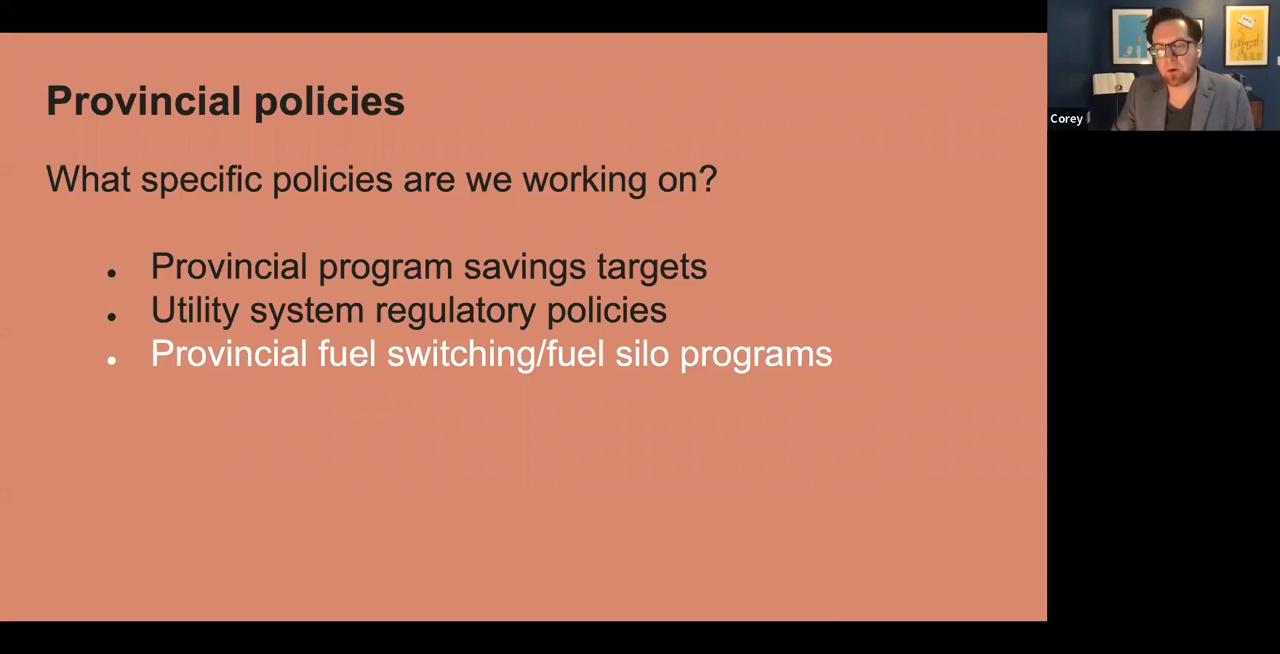 Provincial policies
What specific policies are we working on?
Provincial program savings targets
Utility system regulatory policies
Provincial fuel switching/fuel silo programs
Corey